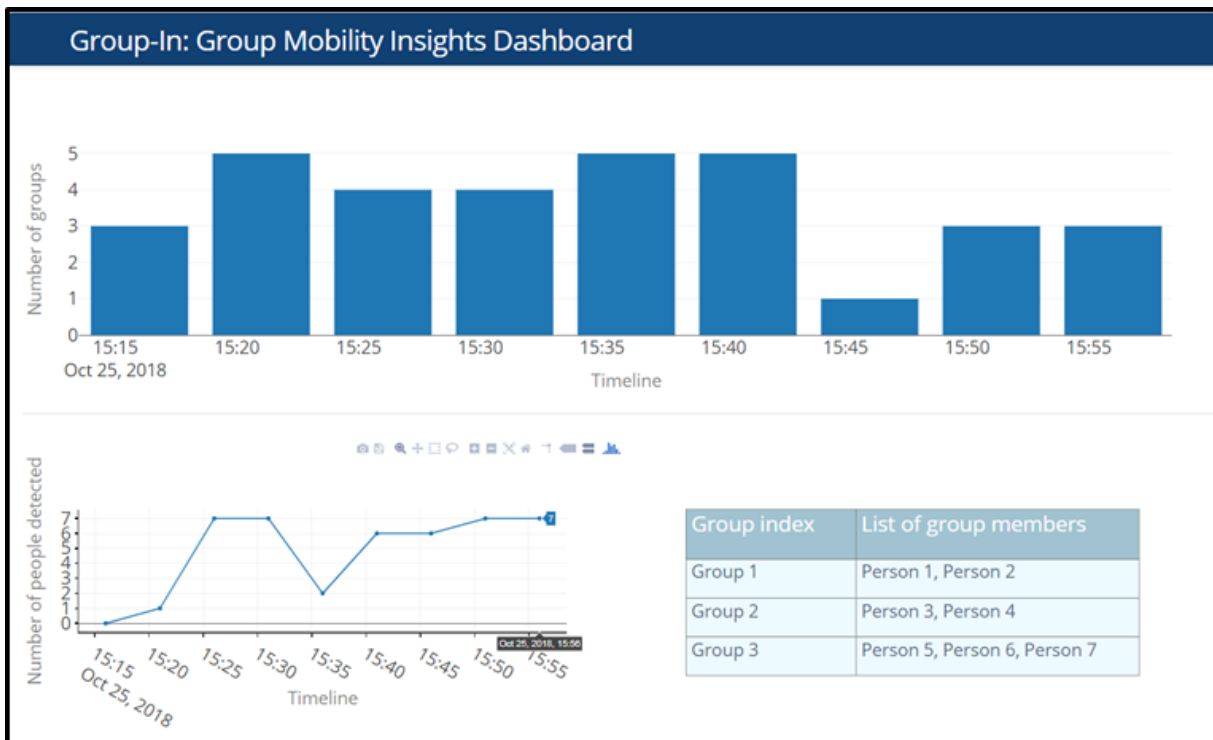 Group-In: Group Mobility Insights Dashboard
Number of groups
5
4
3
2
1
0
15:15 15:20 15:25 15:30 15:35 15:40 15:45 15:50 15:55
Oct 25, 2018
Timeline
Number of people detected
7
6
5
4
3
2
1
0
7
Oct 25, 2018, 15:56
15:15 15:20 15:25 15:30 15:35 15:40 15:45 15:50 15:55
Oct 25, 2018
Timeline
Group index List of group members
Group 1 Person 1, Person 2
Group 2 Person 3, Person 4
Group 3 Person 5, Person 6, Person 7